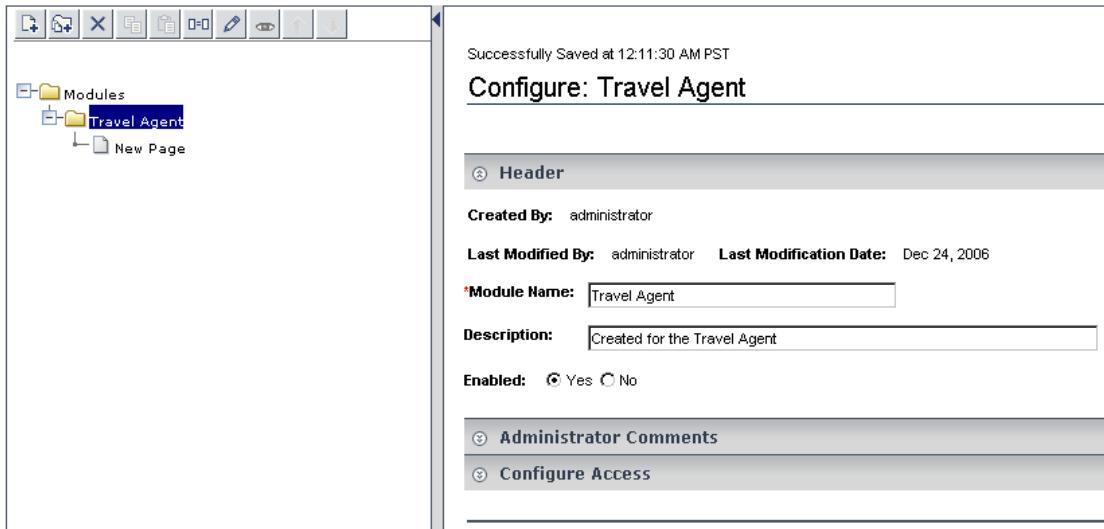 Modules
Travel Agent
New Page
Successfully Saved at 12:11:30 AM PST
Configure: Travel Agent
Header
Created By: administrator
Last Modified By: administrator Last Modification Date: Dec 24, 2006
*Module Name: Travel Agent
Description: Created for the Travel Agent
Enabled: Yes No
Administrator Comments
Configure Access